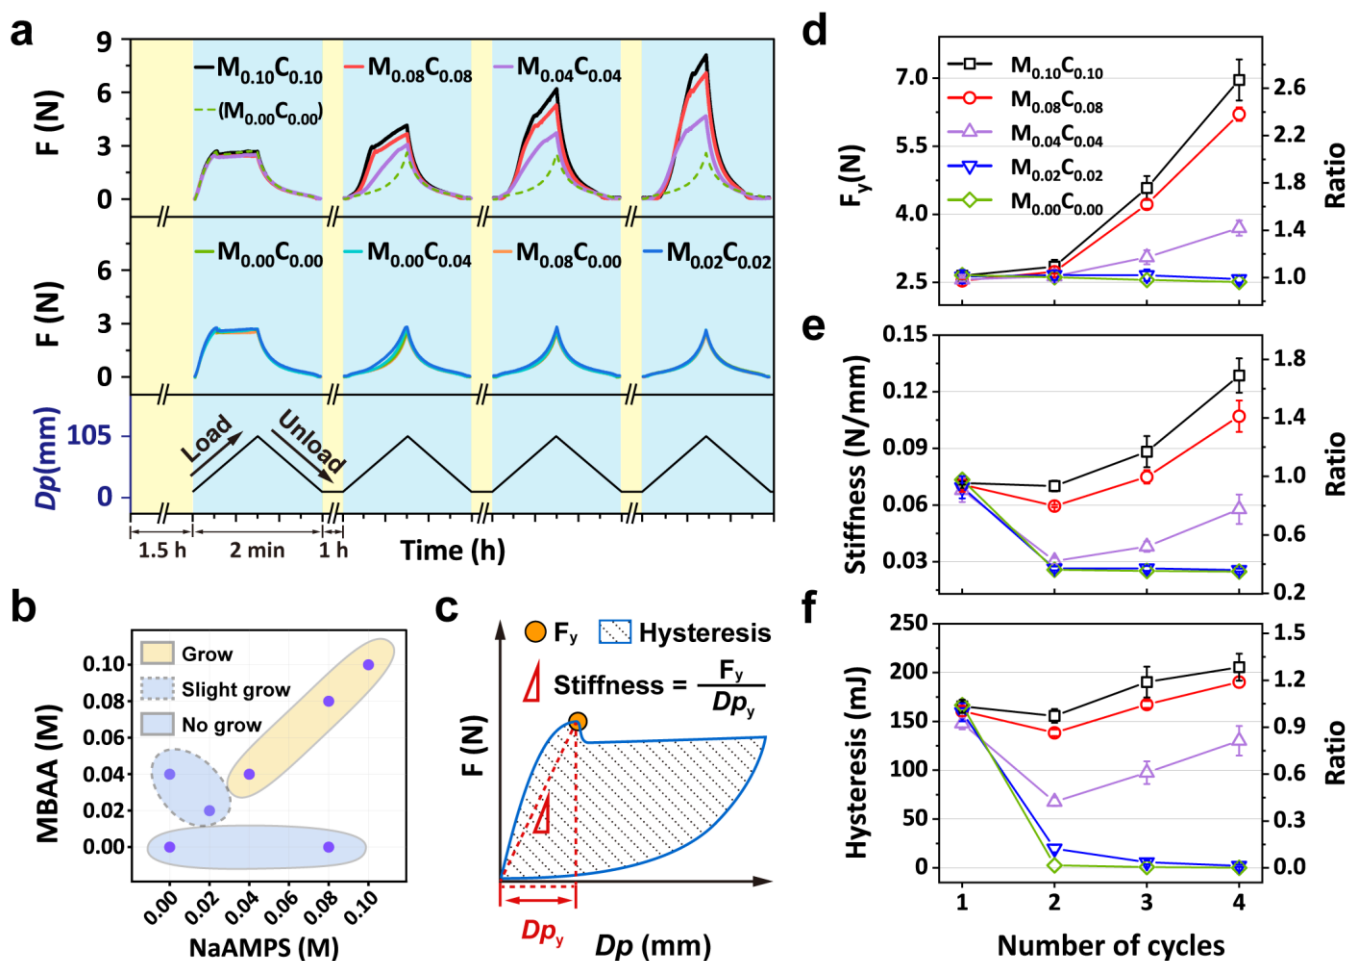 a
9
6
3
0
F (N)
M0.10C0.10
M0.08C0.08
M0.04C0.04
(M0.00C0.00)
9
6
3
0
F (N)
M0.00C0.00
M0.00C0.04
M0.08C0.00
M0.02C0.02
105
0
Dp(mm)
Load
Unload
1.5 h
2 min
1 h
Time (h)
b
Grow
Slight grow
No grow
0.10
0.08
0.06
0.04
0.02
0.00
MBAA (M)
0.00 0.02 0.04 0.06 0.08 0.10
NaAMPS (M)
c
Fy
Hysteresis
Stiffness = Fy / Dpy
F (N)
Dpy
Dp (mm)
d
M0.10C0.10
M0.08C0.08
M0.04C0.04
M0.02C0.02
M0.00C0.00
7.0
5.5
4.0
2.5
Fy(N)
2.6
2.2
1.8
1.4
1.0
Ratio
e
0.15
0.12
0.09
0.06
0.03
0.00
Stiffness (N/mm)
1.8
1.4
1.0
0.6
0.2
Ratio
f
250
200
150
100
50
0
Hysteresis (mJ)
1.5
1.2
0.9
0.6
0.3
0.0
Ratio
1 2 3 4
Number of cycles